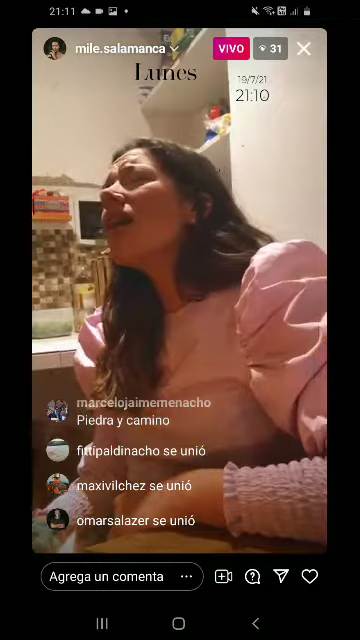 21:11
mile.salamanca
VIVO
31
Lunes
19/7/21
21:10
marcelojaimemenacho
Piedra y camino
fittipaldinacho se unió
maxivilchez se unió
omarsalazer se unió
Agrega un comenta